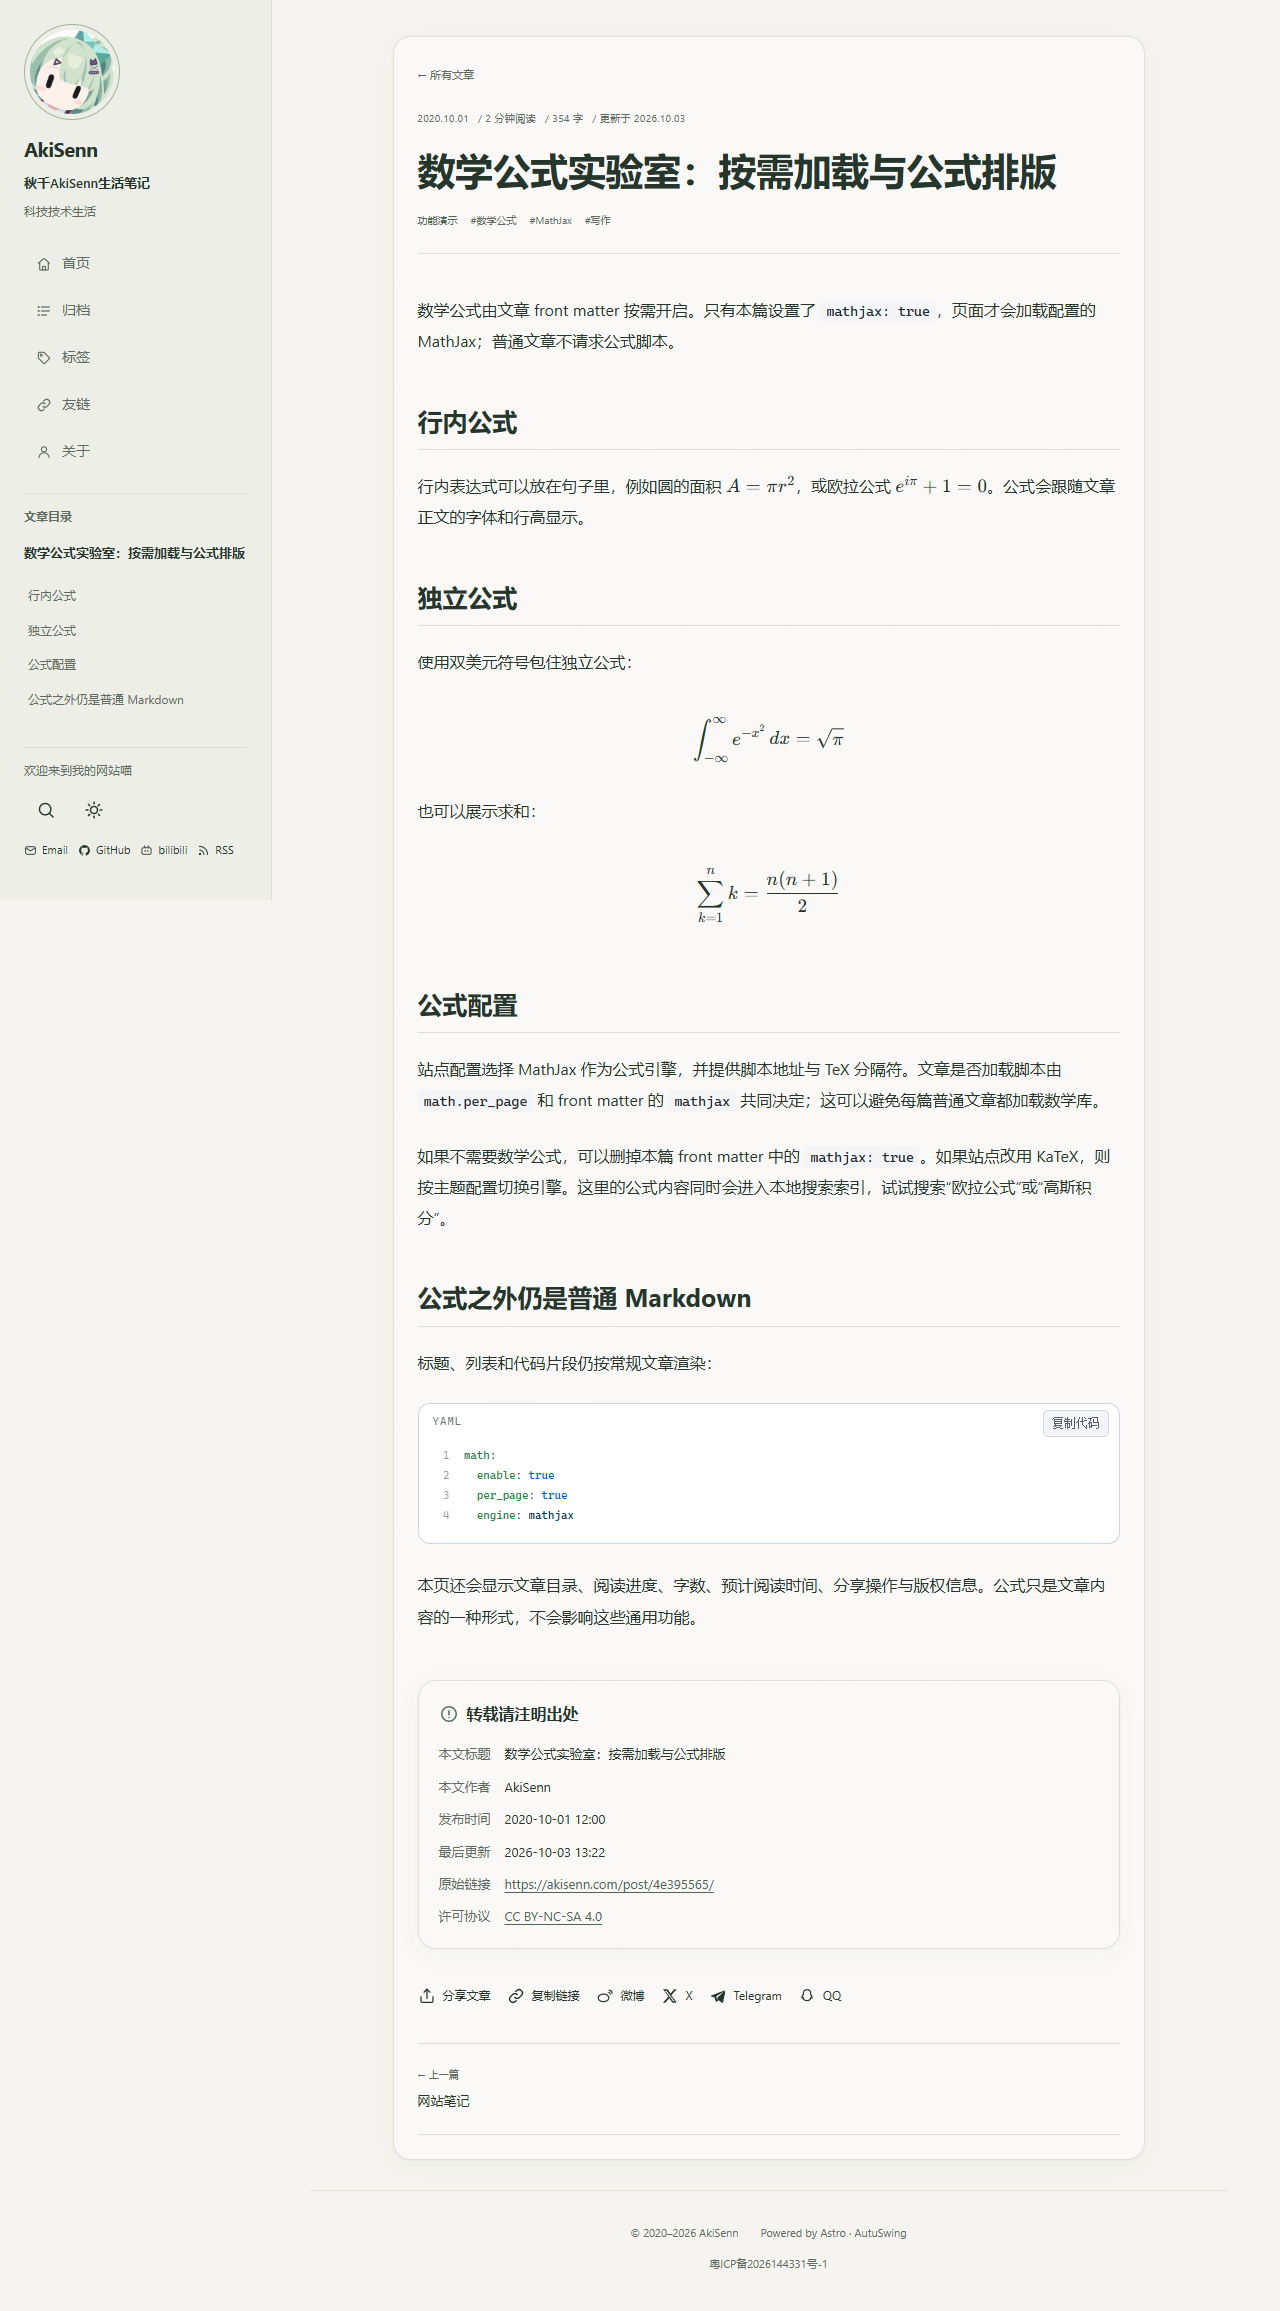 AkiSenn
秋千AkiSenn生活笔记
科技技术生活
首页
归档
标签
友链
关于
文章目录
数学公式实验室：按需加载与公式排版
行内公式
独立公式
公式配置
公式之外仍是普通 Markdown
欢迎来到我的网站喵
Email GitHub bilibili RSS
← 所有文章
2020.10.01 / 2 分钟阅读 / 354 字 / 更新于 2026.10.03
数学公式实验室：按需加载与公式排版
功能演示 #数学公式 #MathJax #写作
数学公式由文章 front matter 按需开启。只有本篇设置了 mathjax: true，页面才会加载配置的
MathJax；普通文章不请求公式脚本。
行内公式
行内表达式可以放在句子里，例如圆的面积 A = πr²，或欧拉公式 e^{iπ} + 1 = 0。公式会跟随文章
正文的字体和行高显示。
独立公式
使用双美元符号包住独立公式：
∫_{-∞}^{∞} e^{-x²} dx = √π
也可以展示求和：
∑_{k=1}^{n} k = n(n + 1)/2
公式配置
站点配置选择 MathJax 作为公式引擎，并提供脚本地址与 TeX 分隔符。文章是否加载脚本由
math.per_page 和 front matter 的 mathjax 共同决定；这可以避免每篇普通文章都加载数学库。
如果不需要数学公式，可以删掉本篇 front matter 中的 mathjax: true。如果站点改用 KaTeX，则
按主题配置切换引擎。这里的公式内容同时会进入本地搜索索引，试试搜索“欧拉公式”或“高斯积
分”。
公式之外仍是普通 Markdown
标题、列表和代码片段仍按常规文章渲染：
YAML 复制代码
1 math:
2   enable: true
3   per_page: true
4   engine: mathjax
本页还会显示文章目录、阅读进度、字数、预计阅读时间、分享操作与版权信息。公式只是文章内
容的一种形式，不会影响这些通用功能。
转载请注明出处
本文标题 数学公式实验室：按需加载与公式排版
本文作者 AkiSenn
发布时间 2020-10-01 12:00
最后更新 2026-10-03 13:22
原始链接 https://akisenn.com/post/4e395565/
许可协议 CC BY-NC-SA 4.0
分享文章 复制链接 微博 X Telegram QQ
← 上一篇
网站笔记
© 2020–2026 AkiSenn Powered by Astro · AutuSwing
粤ICP备2026144331号-1